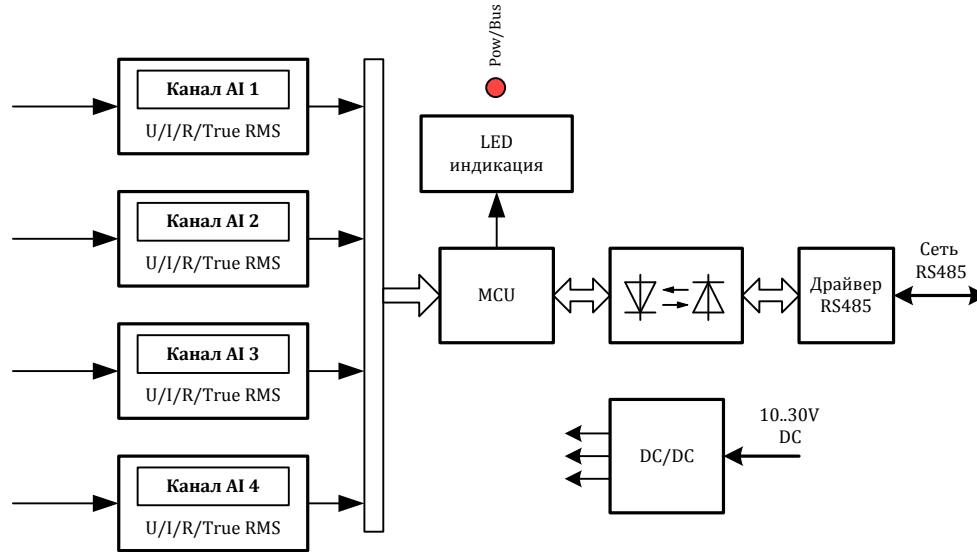 Pow/Bus
Канал AI 1
U/I/R/True RMS
LED
индикация
Канал AI 2
U/I/R/True RMS
MCU
Драйвер
RS485
Сеть
RS485
Канал AI 3
U/I/R/True RMS
DC/DC
10..30V
DC
Канал AI 4
U/I/R/True RMS